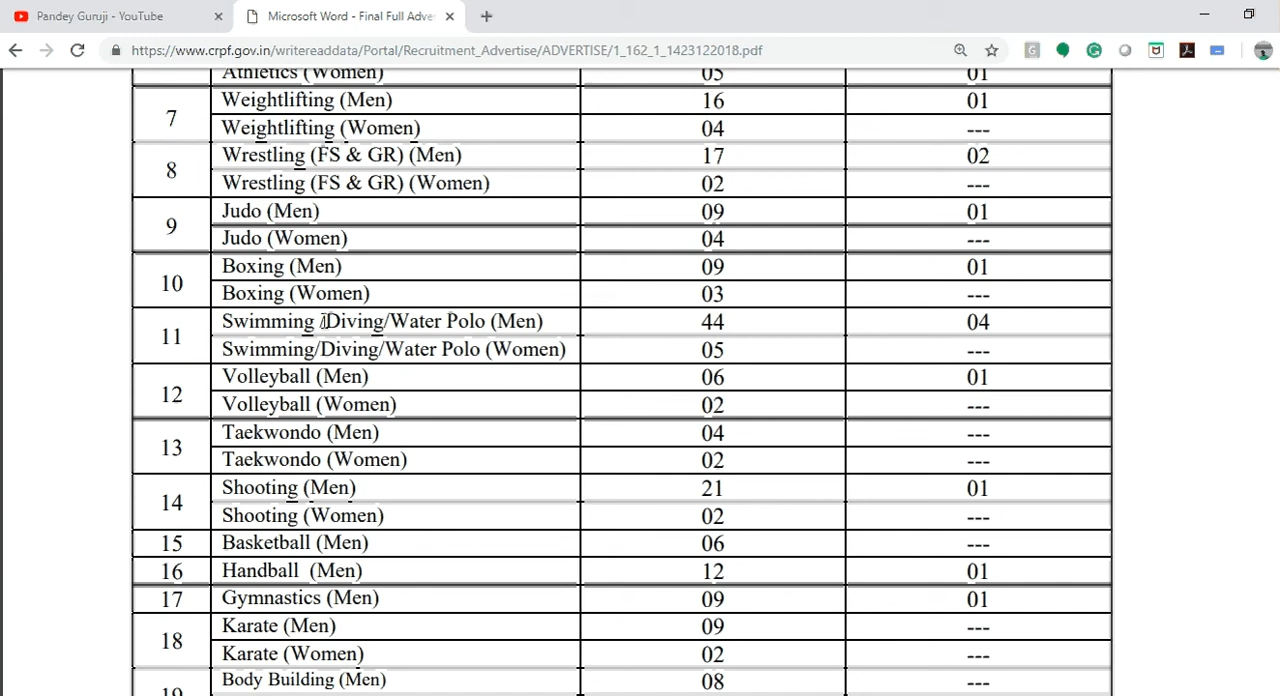 Pandey Guruji - YouTube
Microsoft Word - Final Full Adve
https://www.crpf.gov.in/writereaddata/Portal/Recruitment_Advertise/ADVERTISE/1_162_1_1423122018.pdf
Athletics (Women) 05 01
7 Weightlifting (Men) 16 01
Weightlifting (Women) 04 ---
8 Wrestling (FS & GR) (Men) 17 02
Wrestling (FS & GR) (Women) 02 ---
9 Judo (Men) 09 01
Judo (Women) 04 ---
10 Boxing (Men) 09 01
Boxing (Women) 03 ---
11 Swimming /Diving/Water Polo (Men) 44 04
Swimming/Diving/Water Polo (Women) 05 ---
12 Volleyball (Men) 06 01
Volleyball (Women) 02 ---
13 Taekwondo (Men) 04 ---
Taekwondo (Women) 02 ---
14 Shooting (Men) 21 01
Shooting (Women) 02 ---
15 Basketball (Men) 06 ---
16 Handball (Men) 12 01
17 Gymnastics (Men) 09 01
18 Karate (Men) 09 ---
Karate (Women) 02 ---
19 Body Building (Men) 08 ---